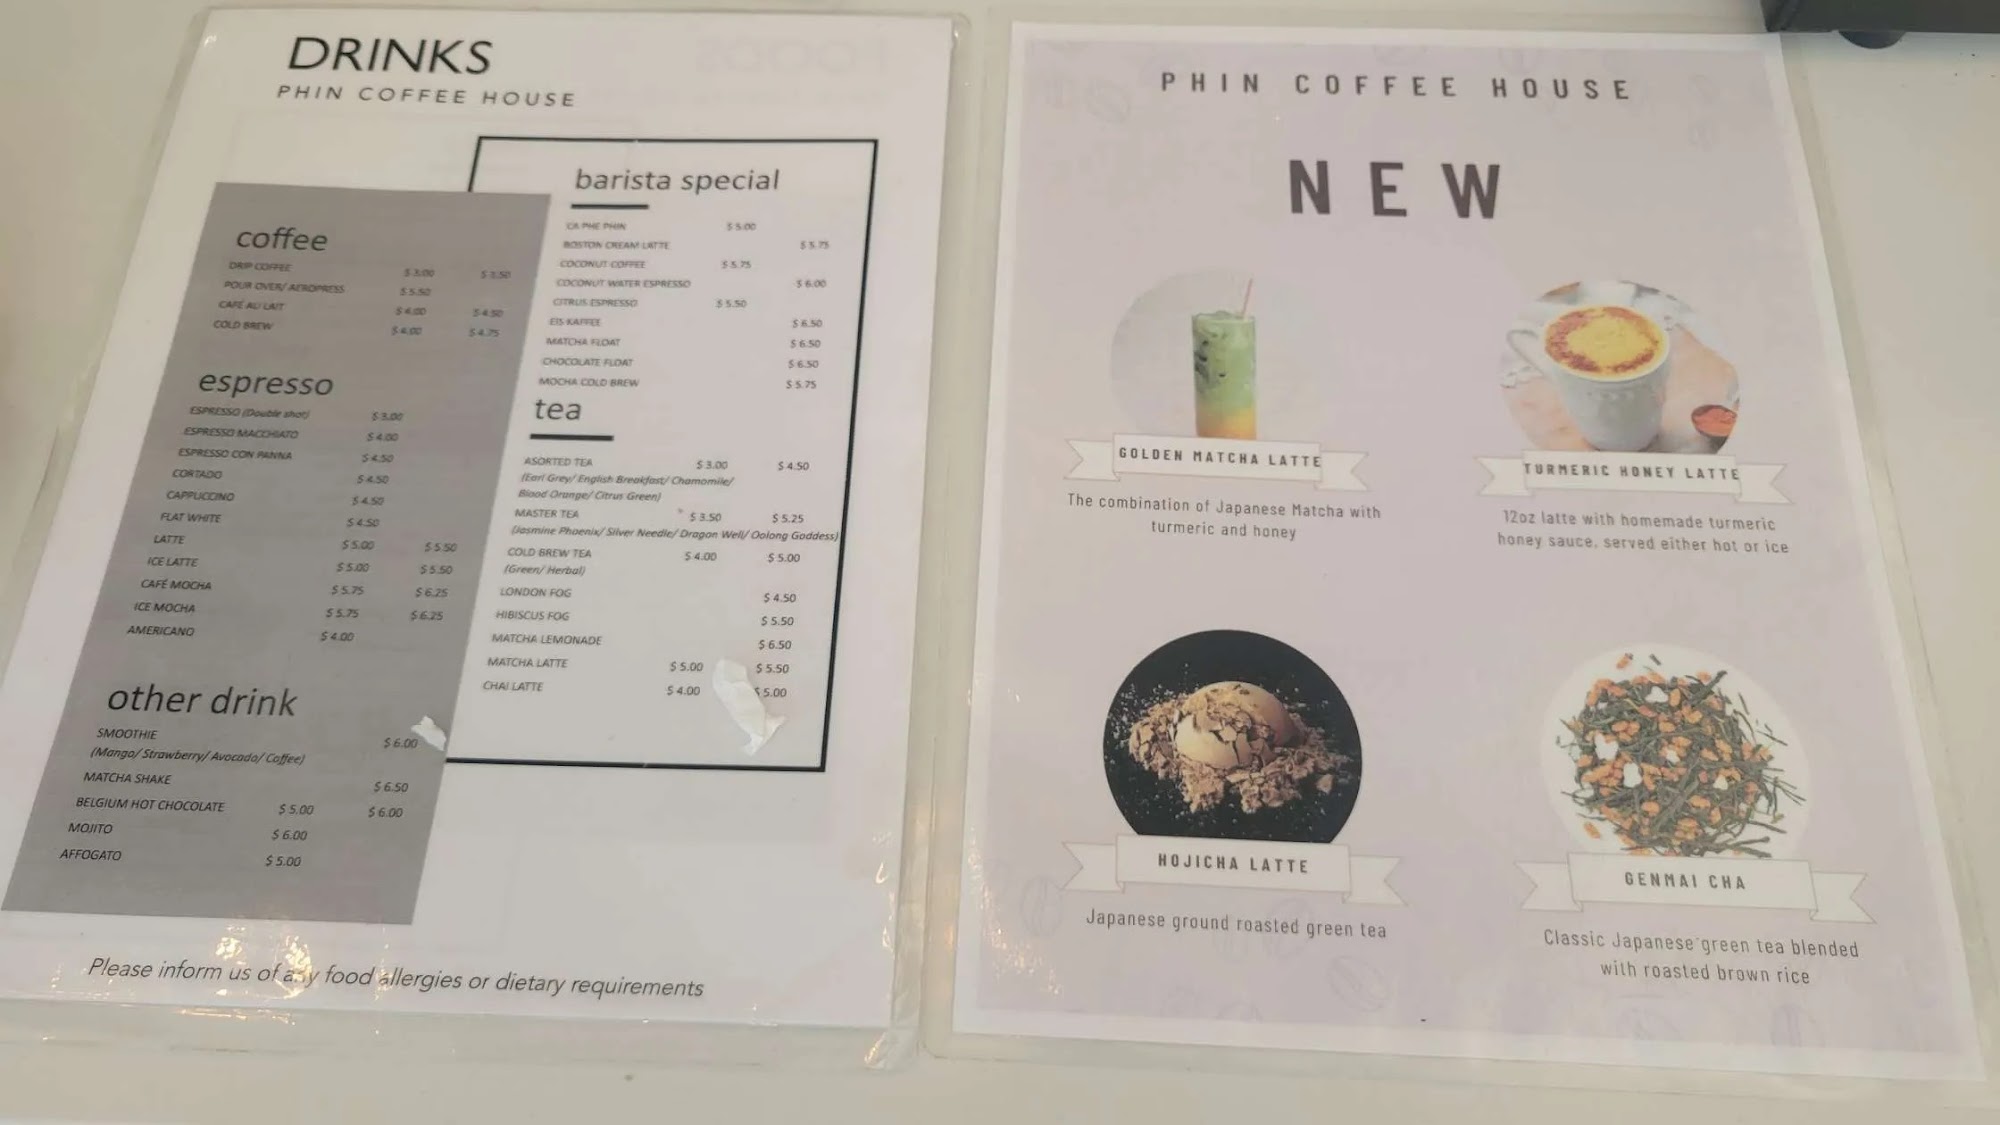 DRINKS
PHIN COFFEE HOUSE
coffee
DRIP COFFEE $ 3.00 $ 3.50
POUR OVER/ AEROPRESS $ 5.50
CAFÉ AU LAIT $ 4.00 $ 4.50
COLD BREW $ 4.00 $ 4.75
espresso
ESPRESSO (Double shot) $ 3.00
ESPRESSO MACCHIATO $ 4.00
ESPRESSO CON PANNA $ 4.50
CORTADO $ 4.50
CAPPUCCINO $ 4.50
FLAT WHITE $ 4.50
LATTE $ 5.00 $ 5.50
ICE LATTE $ 5.00 $ 5.50
CAFÉ MOCHA $ 5.75 $ 6.25
ICE MOCHA $ 5.75 $ 6.25
AMERICANO $ 4.00
other drink
SMOOTHIE $ 6.00
(Mango/ Strawberry/ Avocado/ Coffee)
MATCHA SHAKE $ 6.50
BELGIUM HOT CHOCOLATE $ 5.00 $ 6.00
MOJITO $ 6.00
AFFOGATO $ 5.00
barista special
CA PHE PHIN $ 5.00
BOSTON CREAM LATTE $ 5.75
COCONUT COFFEE $ 5.75
COCONUT WATER ESPRESSO $ 6.00
CITRUS ESPRESSO $ 5.50
EIS KAFFEE $ 6.50
MATCHA FLOAT $ 6.50
CHOCOLATE FLOAT $ 6.50
MOCHA COLD BREW $ 5.75
tea
ASORTED TEA $ 3.00 $ 4.50
(Earl Grey/ English Breakfast/ Chamomile/
Blood Orange/ Citrus Green)
MASTER TEA $ 3.50 $ 5.25
(Jasmine Phoenix/ Silver Needle/ Dragon Well/ Oolong Goddess)
COLD BREW TEA $ 4.00 $ 5.00
(Green/ Herbal)
LONDON FOG $ 4.50
HIBISCUS FOG $ 5.50
MATCHA LEMONADE $ 6.50
MATCHA LATTE $ 5.00 $ 5.50
CHAI LATTE $ 4.00 $ 5.00
Please inform us of any food allergies or dietary requirements
PHIN COFFEE HOUSE
NEW
GOLDEN MATCHA LATTE
The combination of Japanese Matcha with
turmeric and honey
TURMERIC HONEY LATTE
12oz latte with homemade turmeric
honey sauce, served either hot or ice
HOJICHA LATTE
Japanese ground roasted green tea
GENMAI CHA
Classic Japanese green tea blended
with roasted brown rice